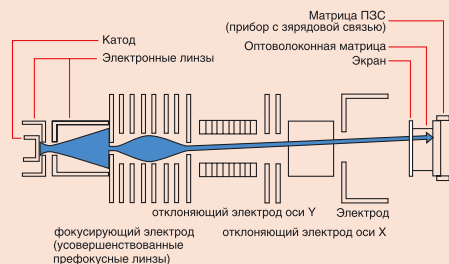 Матрица ПЗС
(прибор с зярядовой связью)
Оптоволоконная матрица
Экран
Катод
Электронные линзы
отклоняющий электрод оси Y
Электрод
фокусирующий электрод
(усовершенствованные
префокусные линзы)
отклоняющий электрод оси X